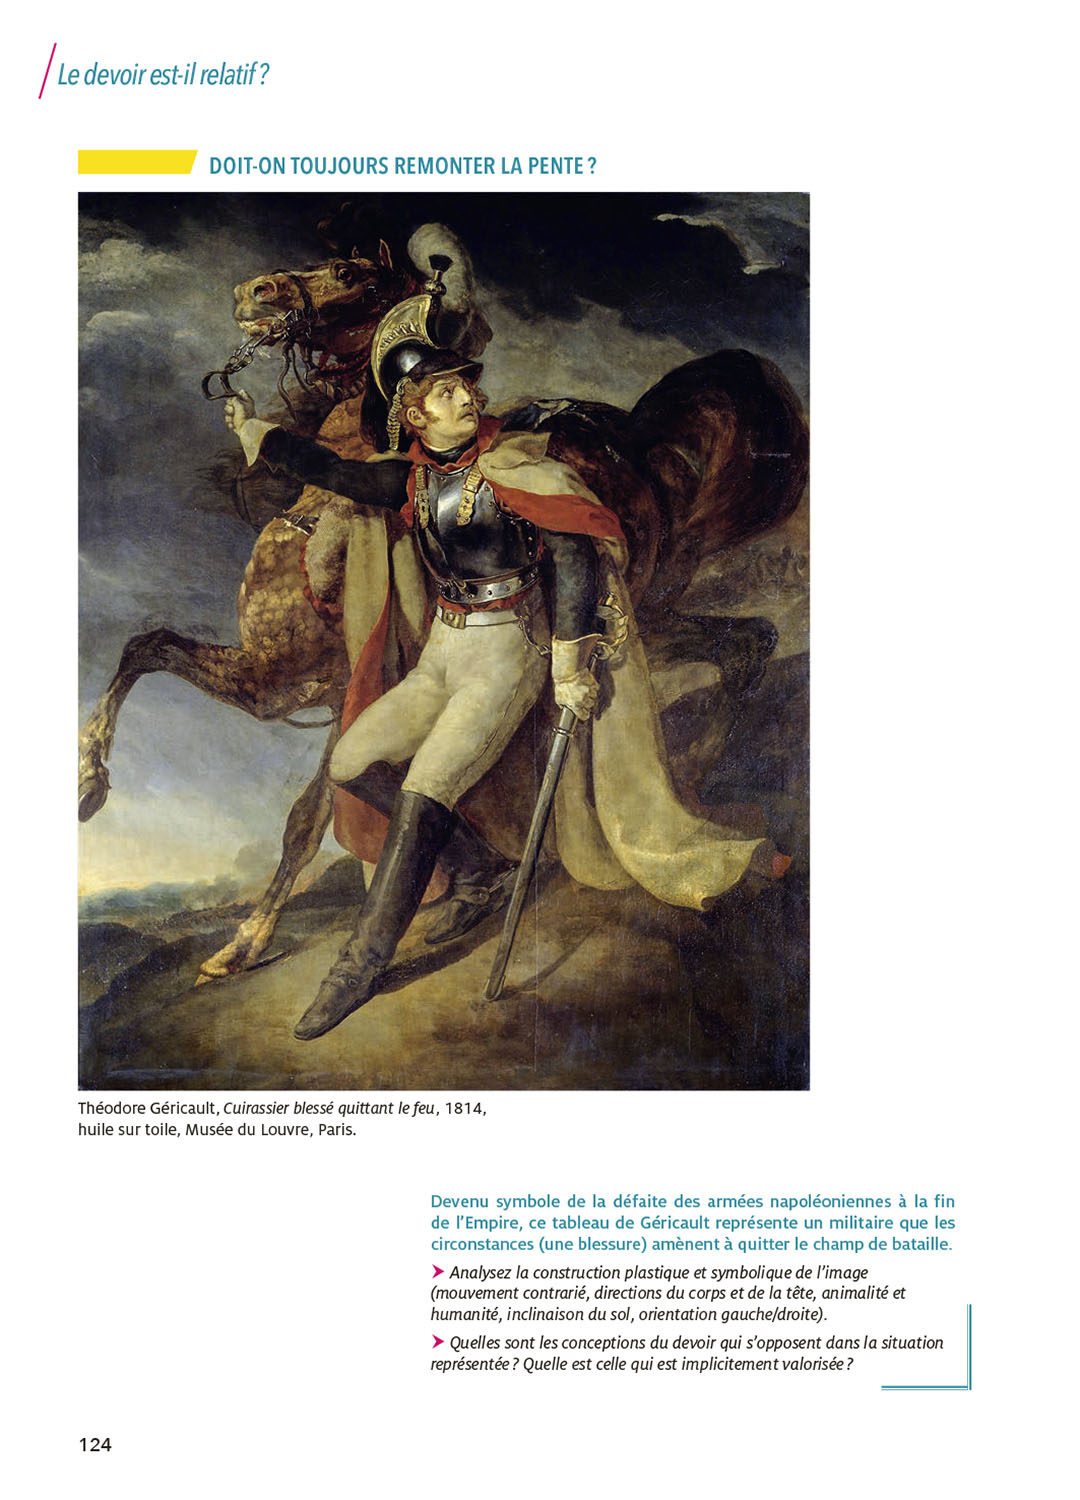 Le devoir est-il relatif ?
DOIT-ON TOUJOURS REMONTER LA PENTE ?
Théodore Géricault, Cuirassier blessé quittant le feu, 1814,
huile sur toile, Musée du Louvre, Paris.
Devenu symbole de la défaite des armées napoléoniennes à la fin
de l’Empire, ce tableau de Géricault représente un militaire que les
circonstances (une blessure) amènent à quitter le champ de bataille.
➤ Analysez la construction plastique et symbolique de l’image
(mouvement contrarié, directions du corps et de la tête, animalité et
humanité, inclinaison du sol, orientation gauche/droite).
➤ Quelles sont les conceptions du devoir qui s’opposent dans la situation
représentée ? Quelle est celle qui est implicitement valorisée ?
124